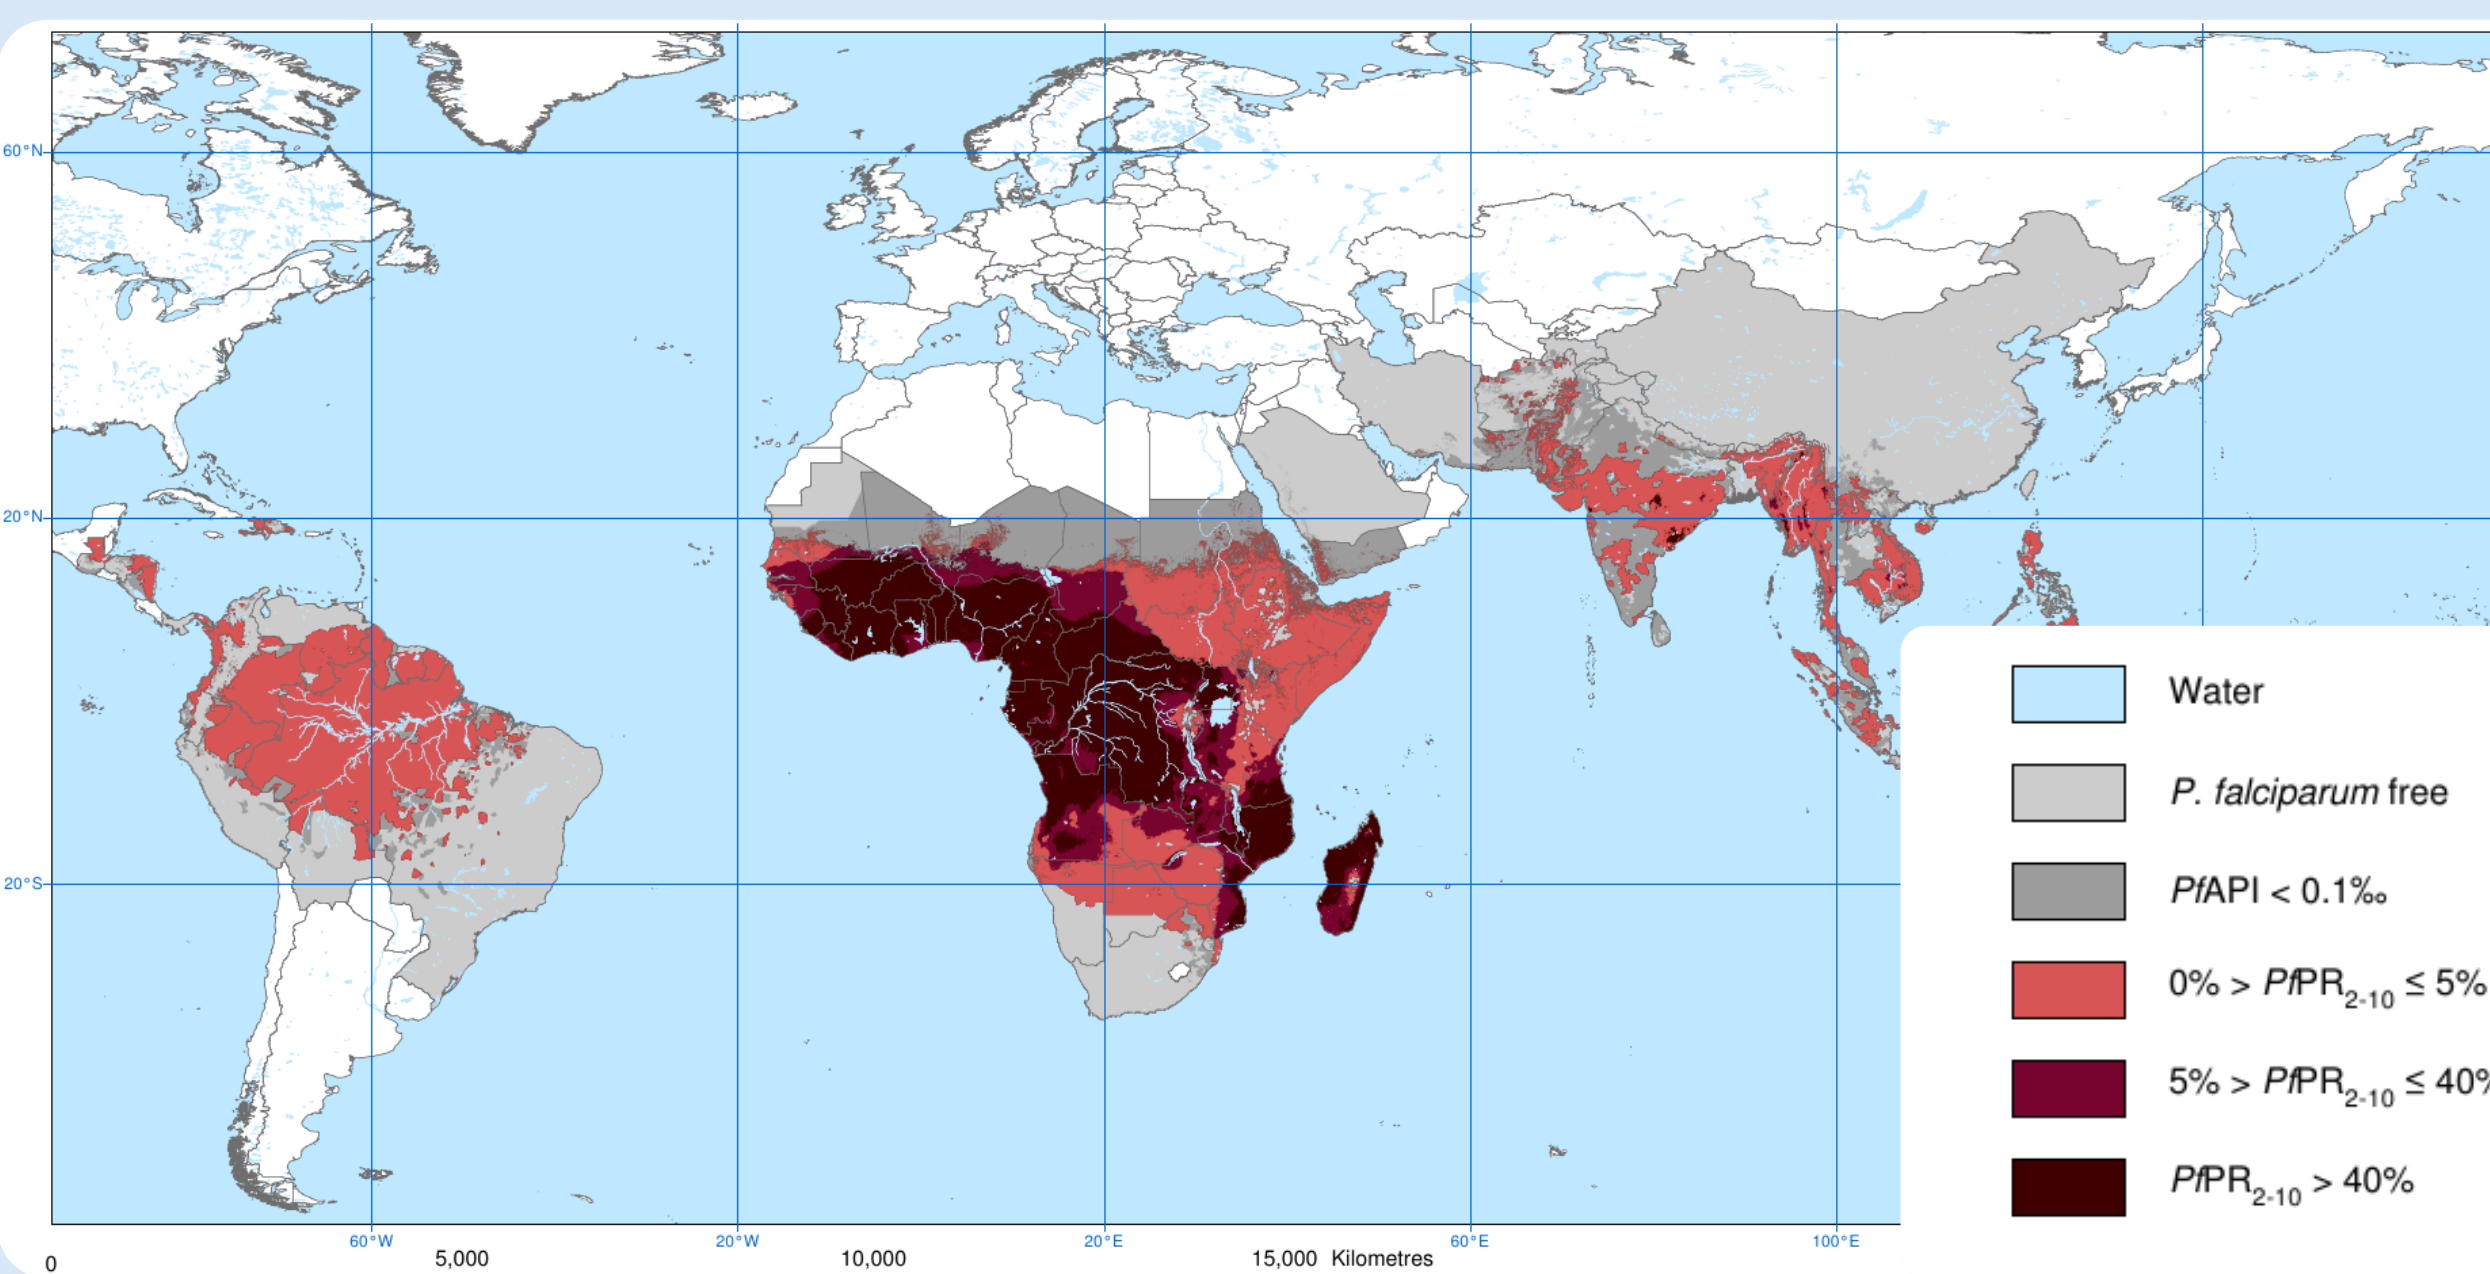 60°N
20°N
20°S
60°W 20°W 20°E 60°E 100°E
0 5,000 10,000 15,000 Kilometres
Water
P. falciparum free
PfAPI < 0.1‰
0% > PfPR2-10 ≤ 5%
5% > PfPR2-10 ≤ 40%
PfPR2-10 > 40%